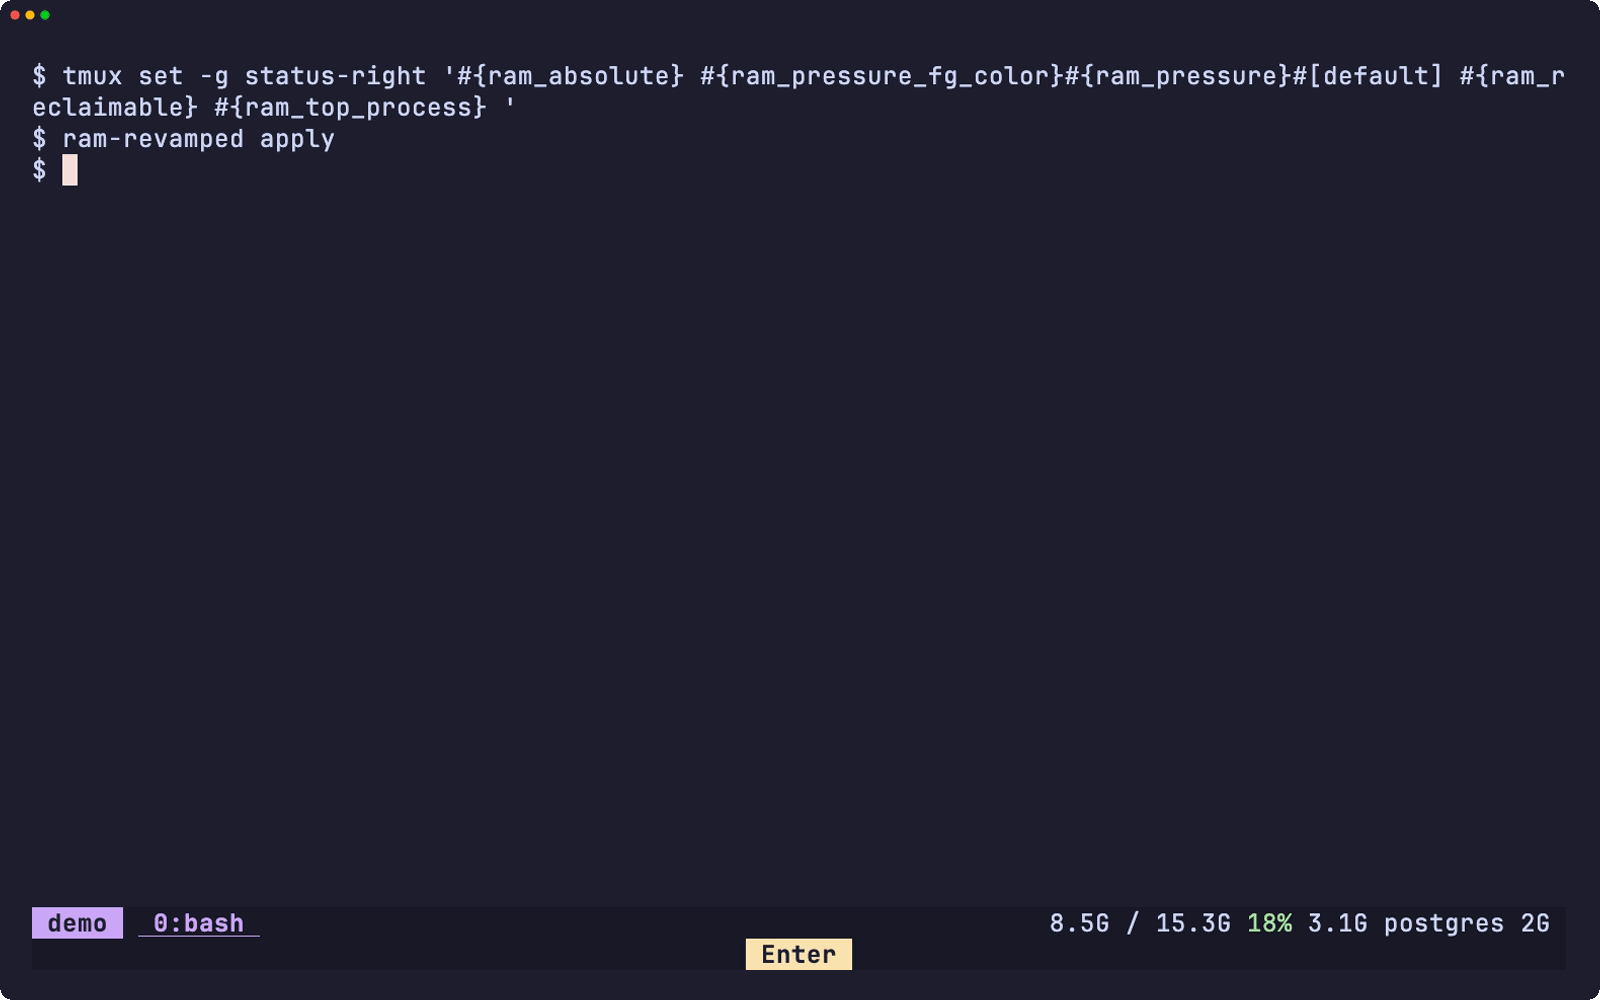 $ tmux set -g status-right '#{ram_absolute} #{ram_pressure_fg_color}#{ram_pressure}#[default] #{ram_r
eclaimable} #{ram_top_process} '
$ ram-revamped apply
$
demo 0:bash 8.5G / 15.3G 18% 3.1G postgres 2G
Enter